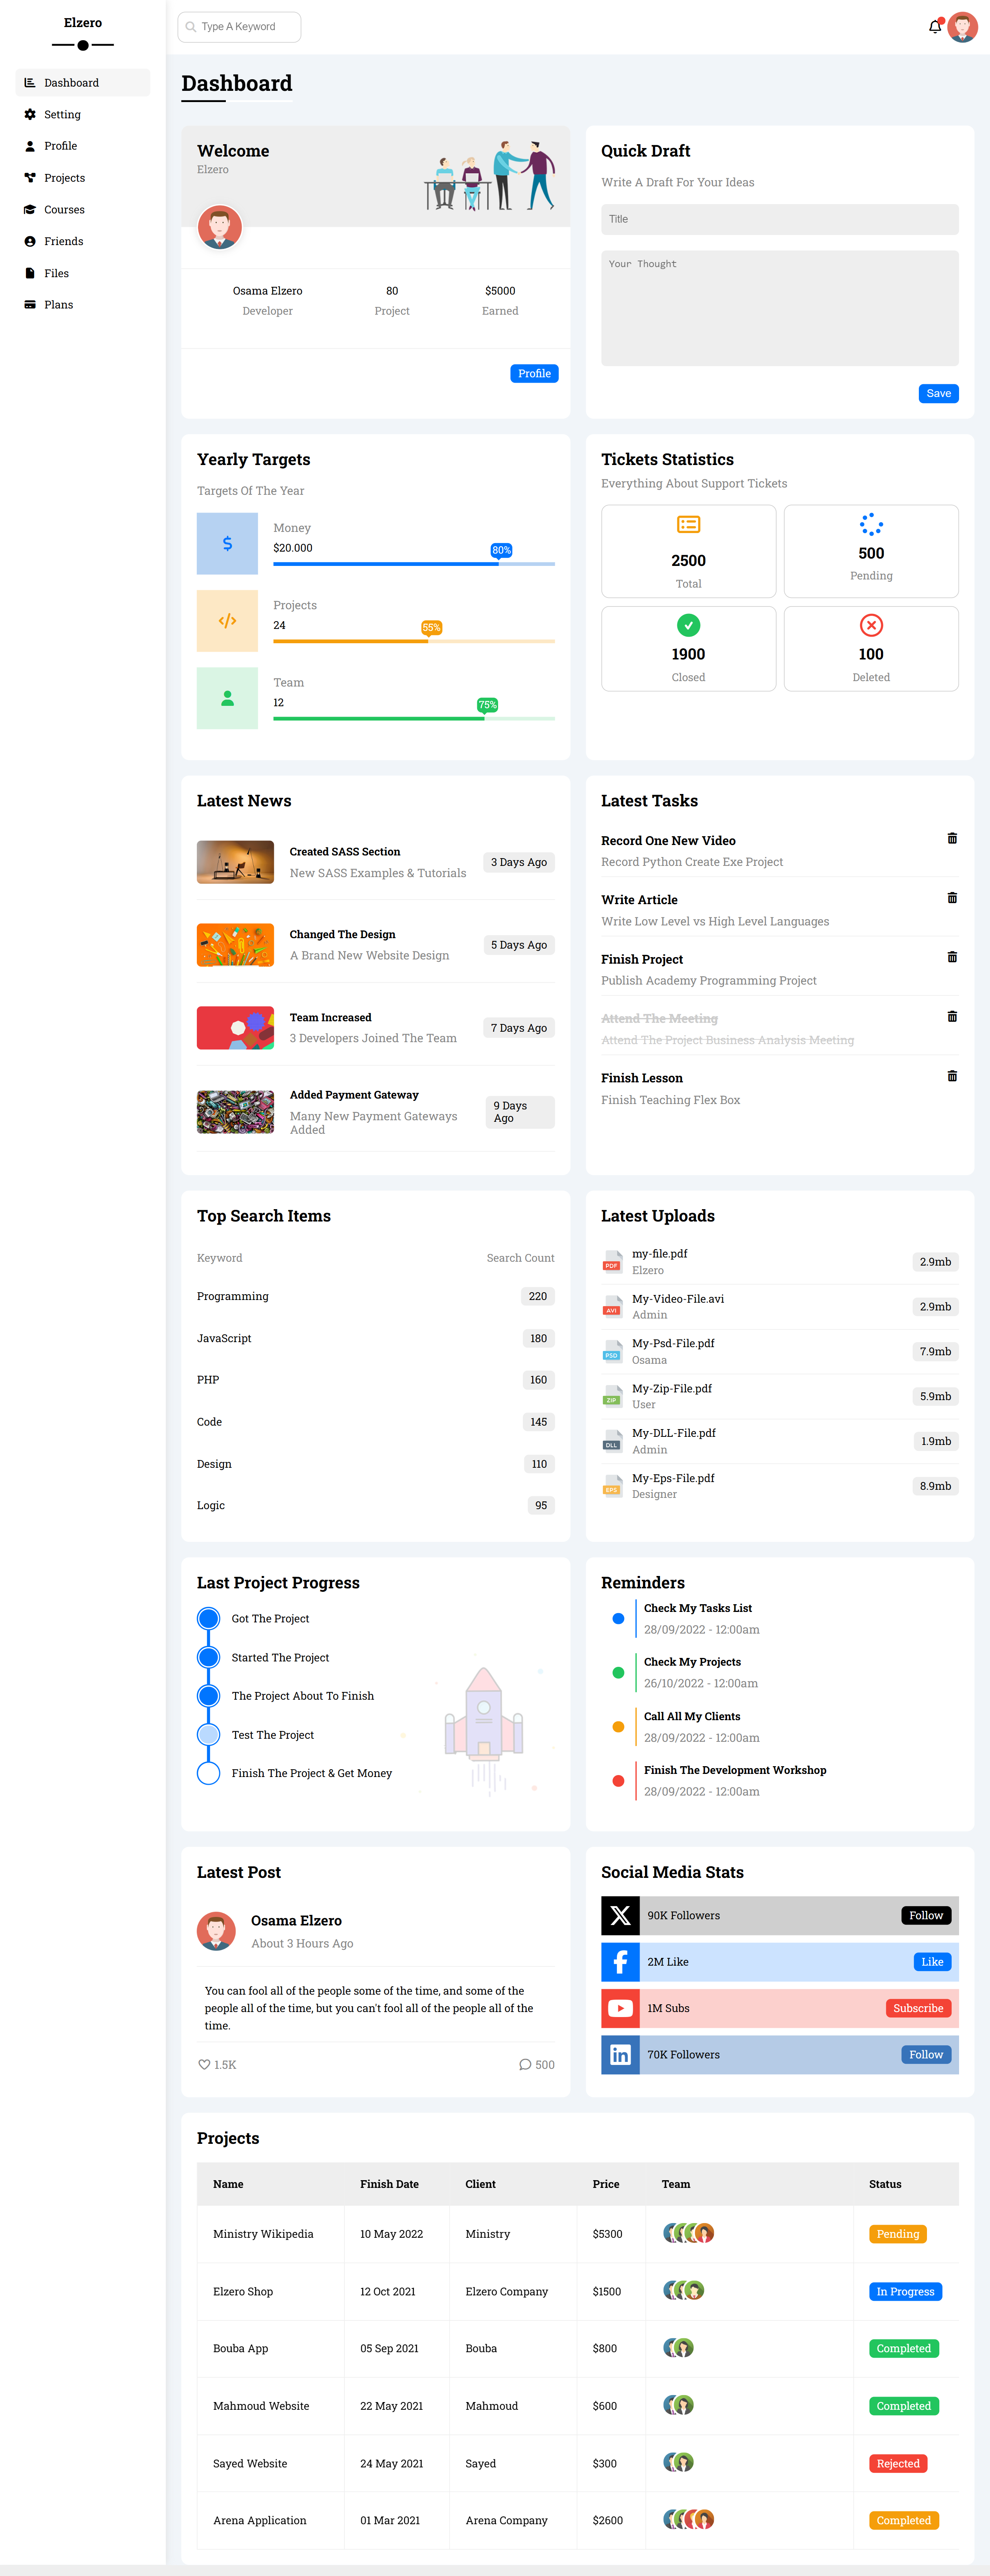 Elzero
Type A Keyword
Dashboard
Setting
Profile
Projects
Courses
Friends
Files
Plans
Dashboard
Welcome
Elzero
Osama Elzero
Developer
80
Project
$5000
Earned
Profile
Quick Draft
Write A Draft For Your Ideas
Title
Your Thought
Save
Yearly Targets
Targets Of The Year
$
Money
$20.000
80%
Projects
24
55%
Team
12
75%
Tickets Statistics
Everything About Support Tickets
2500
Total
500
Pending
1900
Closed
100
Deleted
Latest News
Created SASS Section
New SASS Examples & Tutorials
3 Days Ago
Changed The Design
A Brand New Website Design
5 Days Ago
Team Increased
3 Developers Joined The Team
7 Days Ago
Added Payment Gateway
Many New Payment Gateways
Added
9 Days
Ago
Latest Tasks
Record One New Video
Record Python Create Exe Project
Write Article
Write Low Level vs High Level Languages
Finish Project
Publish Academy Programming Project
Attend The Meeting
Attend The Project Business Analysis Meeting
Finish Lesson
Finish Teaching Flex Box
Top Search Items
Keyword Search Count
Programming 220
JavaScript 180
PHP 160
Code 145
Design 110
Logic 95
Latest Uploads
PDF
my-file.pdf
Elzero
2.9mb
AVI
My-Video-File.avi
Admin
2.9mb
PSD
My-Psd-File.pdf
Osama
7.9mb
ZIP
My-Zip-File.pdf
User
5.9mb
DLL
My-DLL-File.pdf
Admin
1.9mb
EPS
My-Eps-File.pdf
Designer
8.9mb
Last Project Progress
Got The Project
Started The Project
The Project About To Finish
Test The Project
Finish The Project & Get Money
Reminders
Check My Tasks List
28/09/2022 - 12:00am
Check My Projects
26/10/2022 - 12:00am
Call All My Clients
28/09/2022 - 12:00am
Finish The Development Workshop
28/09/2022 - 12:00am
Latest Post
Osama Elzero
About 3 Hours Ago
You can fool all of the people some of the time, and some of the
people all of the time, but you can't fool all of the people all of the
time.
1.5K
500
Social Media Stats
X 90K Followers Follow
f 2M Like Like
1M Subs Subscribe
in 70K Followers Follow
Projects
Name Finish Date Client Price Team Status
Ministry Wikipedia 10 May 2022 Ministry $5300 Pending
Elzero Shop 12 Oct 2021 Elzero Company $1500 In Progress
Bouba App 05 Sep 2021 Bouba $800 Completed
Mahmoud Website 22 May 2021 Mahmoud $600 Completed
Sayed Website 24 May 2021 Sayed $300 Rejected
Arena Application 01 Mar 2021 Arena Company $2600 Completed